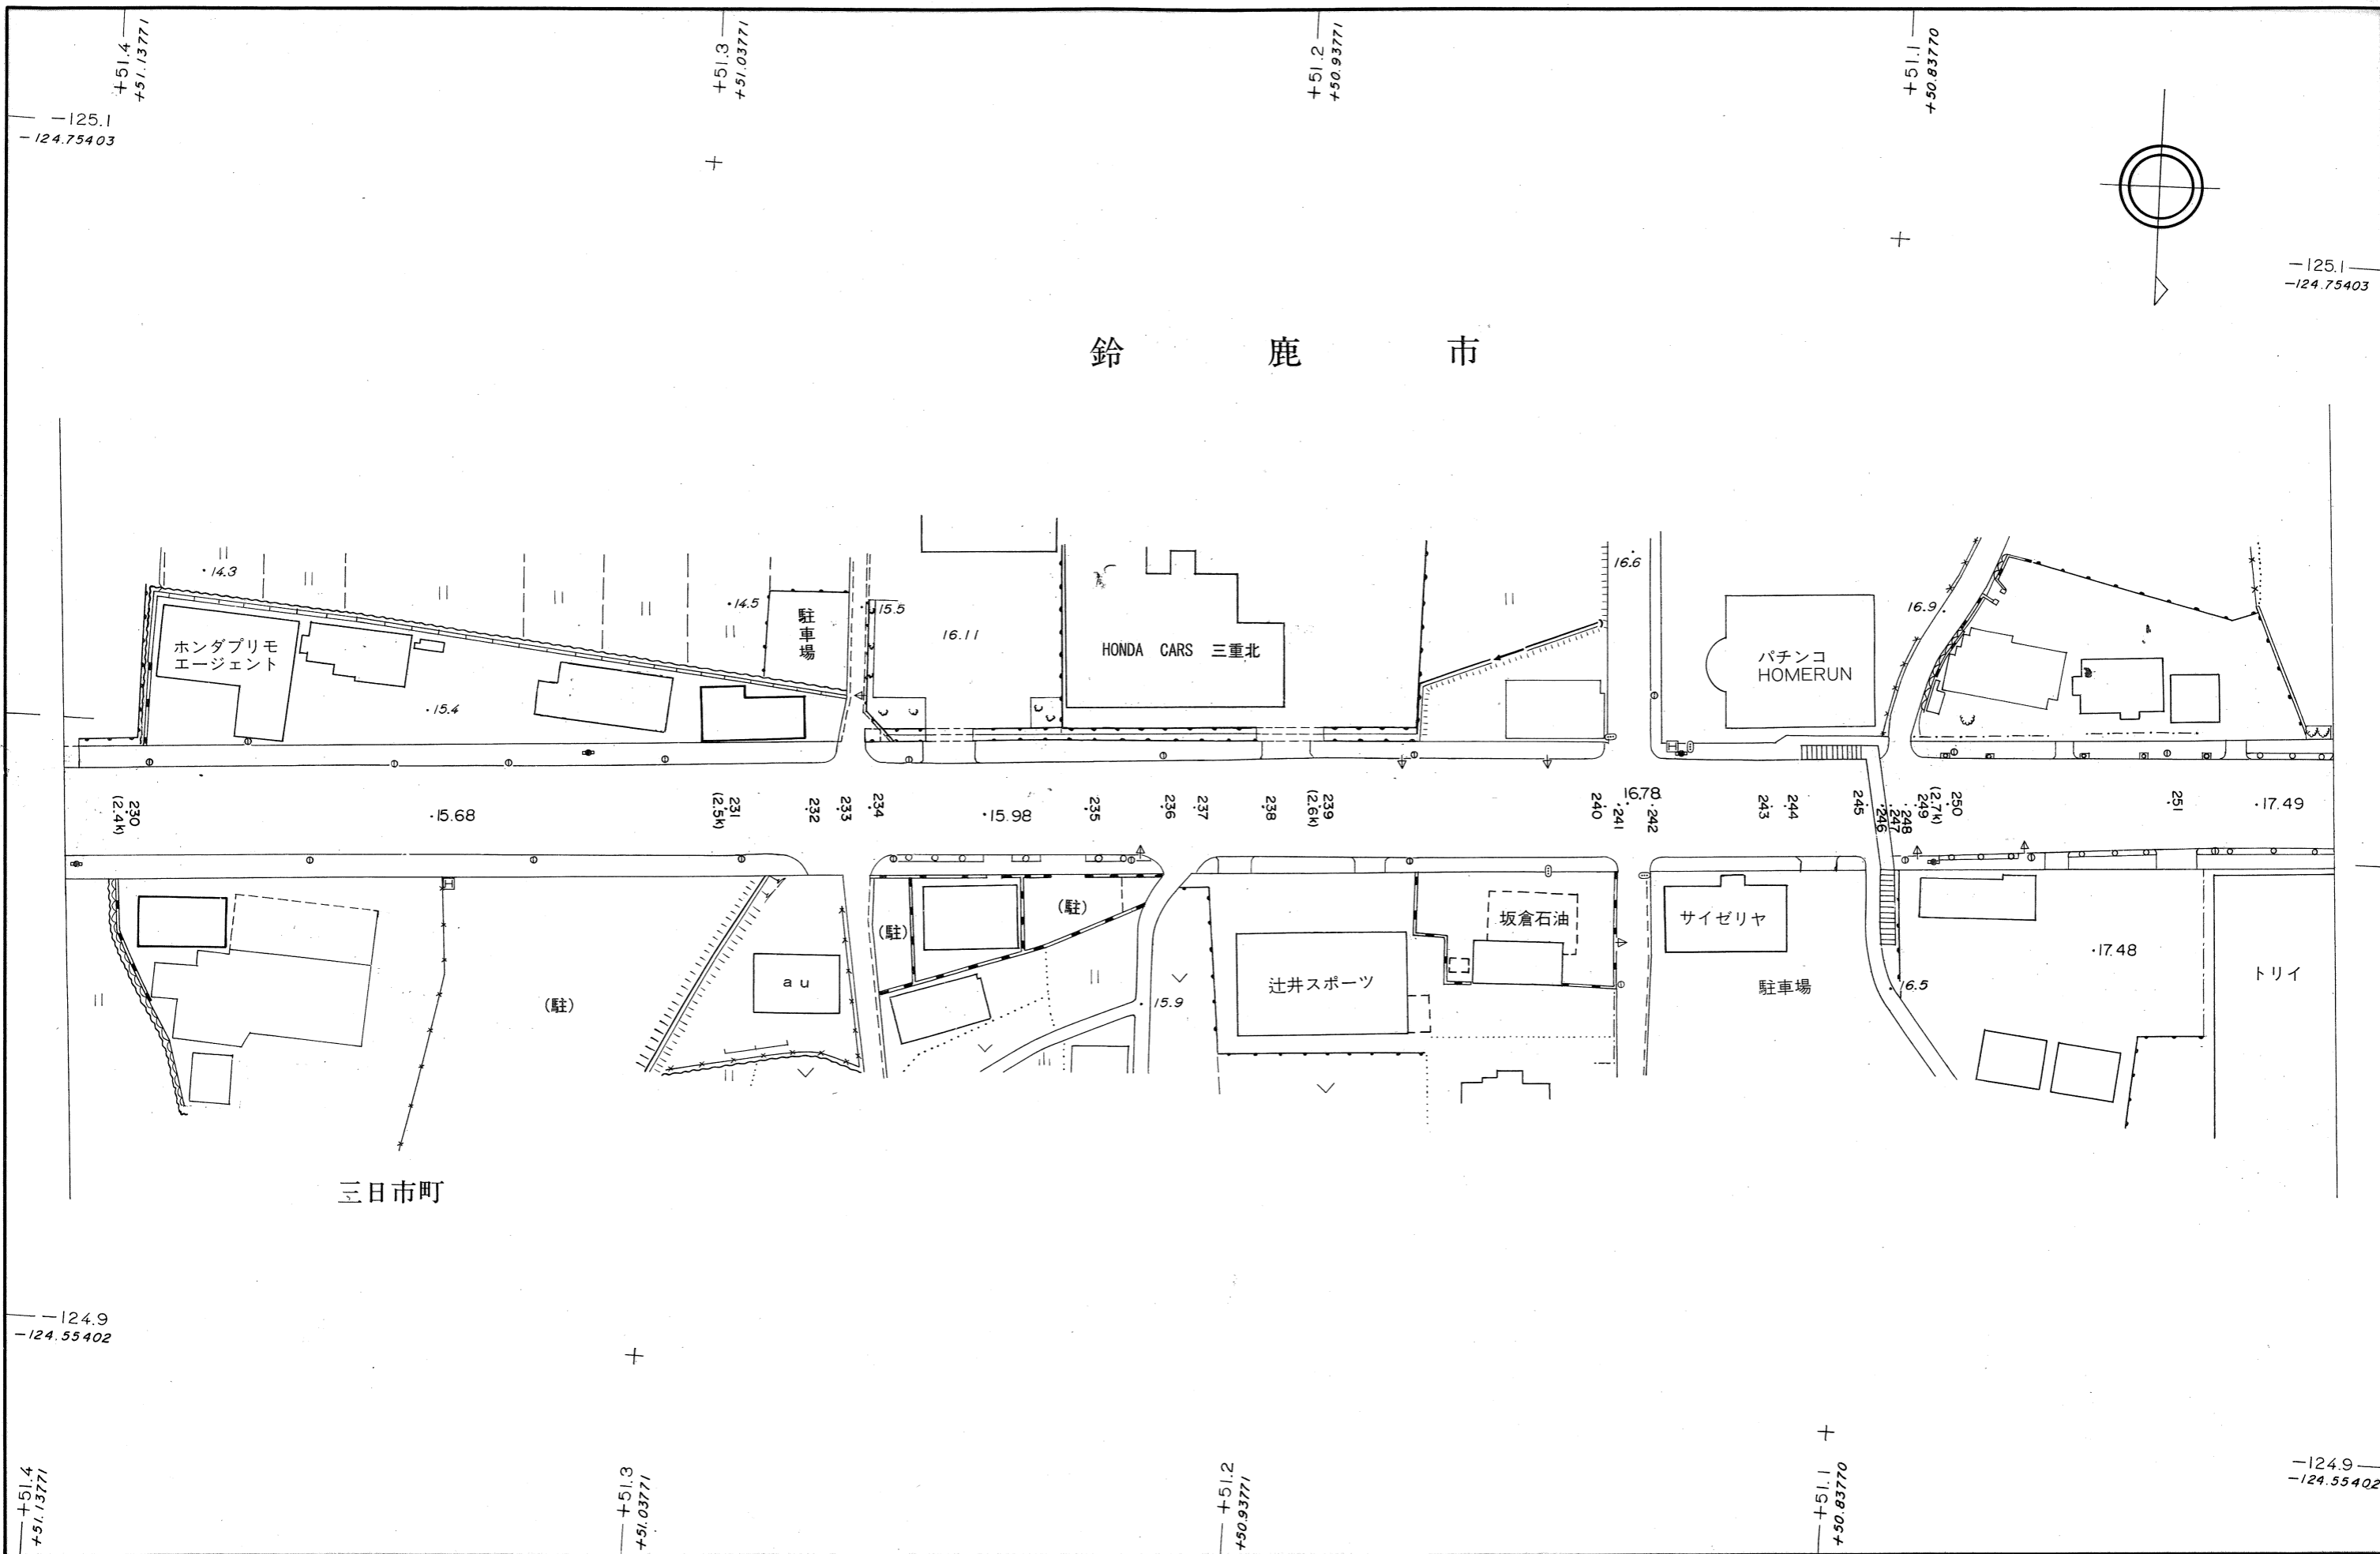 +51.4
+51.13771
+51.3
+51.03771
+51.2
+50.93771
+51.1
+50.83770
-125.1
-124.75403
-125.1
-124.75403
鈴鹿市
14.3
14.5
駐車場
15.5
16.11
HONDA CARS 三重北
16.6
パチンコ
HOMERUN
16.9
ホンダプリモ
エージェント
15.4
230
(2.4k)
15.68
231
(2.5k)
232
233
234
15.98
235
236
237
238
239
(2.6k)
240
241
16.78
242
243
244
245
246
247
248
249
(2.7k)
250
251
17.49
(駐)
au
(駐)
(駐)
15.9
辻井スポーツ
坂倉石油
サイゼリヤ
駐車場
16.5
17.48
トリイ
三日市町
-124.9
-124.55402
-124.9
-124.55402
+51.4
+51.13771
+51.3
+51.03771
+51.2
+50.93771
+51.1
+50.83770